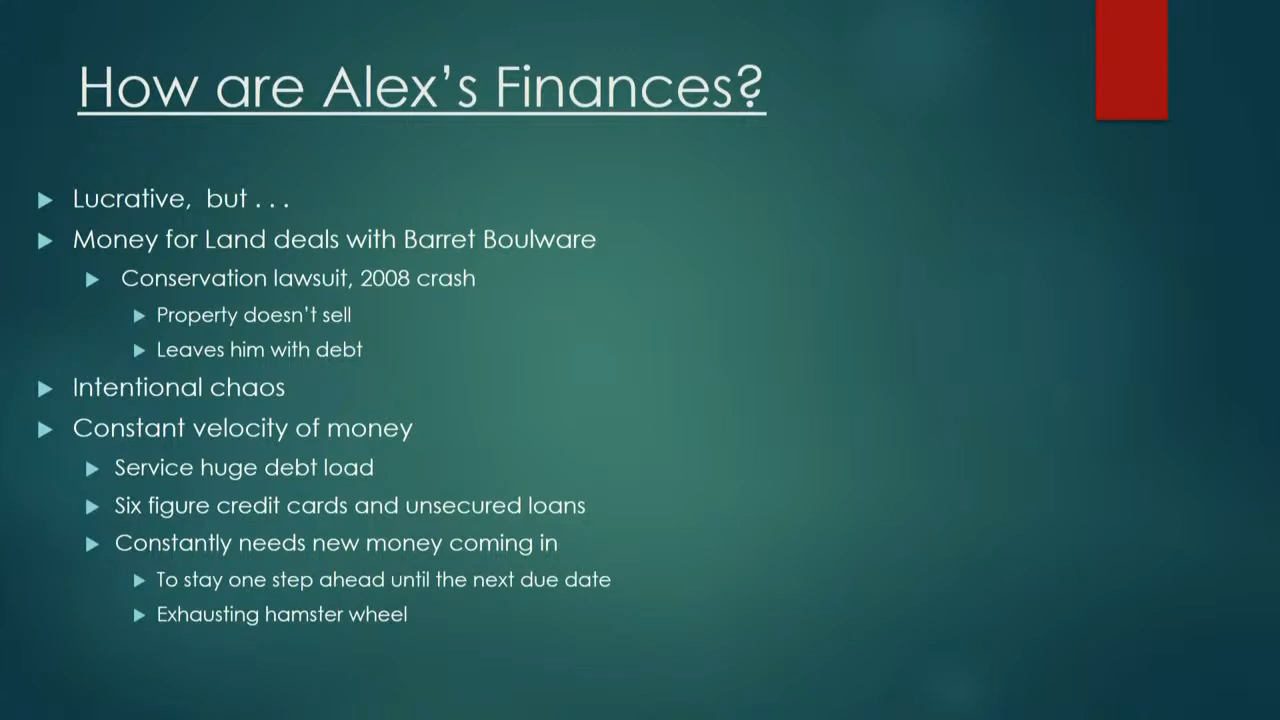 How are Alex's Finances?
Lucrative, but . . .
Money for Land deals with Barret Boulware
Conservation lawsuit, 2008 crash
Property doesn't sell
Leaves him with debt
Intentional chaos
Constant velocity of money
Service huge debt load
Six figure credit cards and unsecured loans
Constantly needs new money coming in
To stay one step ahead until the next due date
Exhausting hamster wheel